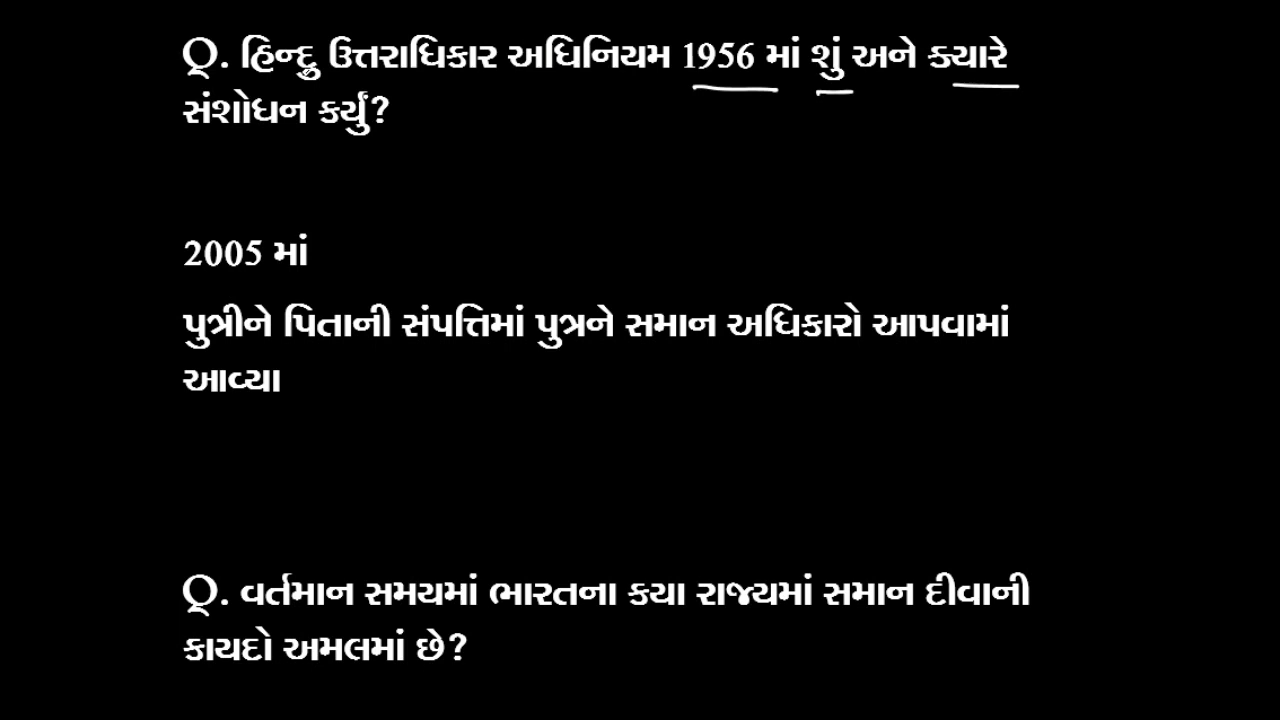 Q. હિન્દુ ઉત્તરાધિકાર અધિનિયમ 1956 માં શું અને ક્યારે
સંશોધન કર્યું?
2005 માં
પુત્રીને પિતાની સંપત્તિમાં પુત્રને સમાન અધિકારો આપવામાં
આવ્યા
Q. વર્તમાન સમયમાં ભારતના કયા રાજ્યમાં સમાન દીવાની
કાયદો અમલમાં છે?